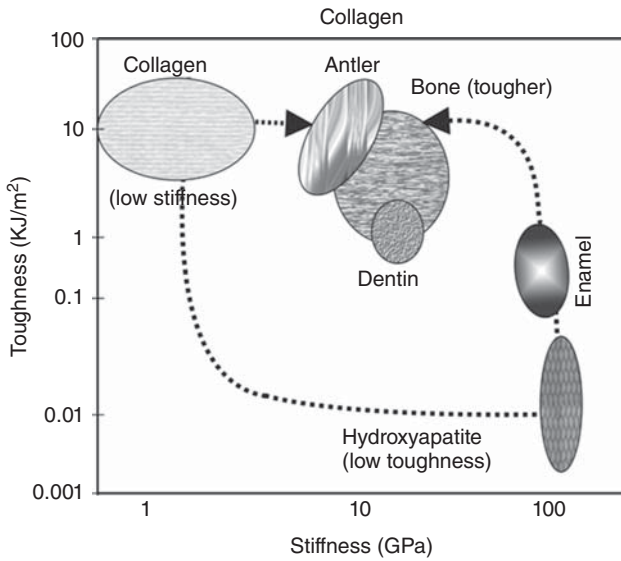 Collagen
100
10
1
0.1
0.01
0.001
Toughness (KJ/m²)
Collagen
(low stiffness)
Antler
Bone (tougher)
Dentin
Enamel
Hydroxyapatite
(low toughness)
1
10
100
Stiffness (GPa)